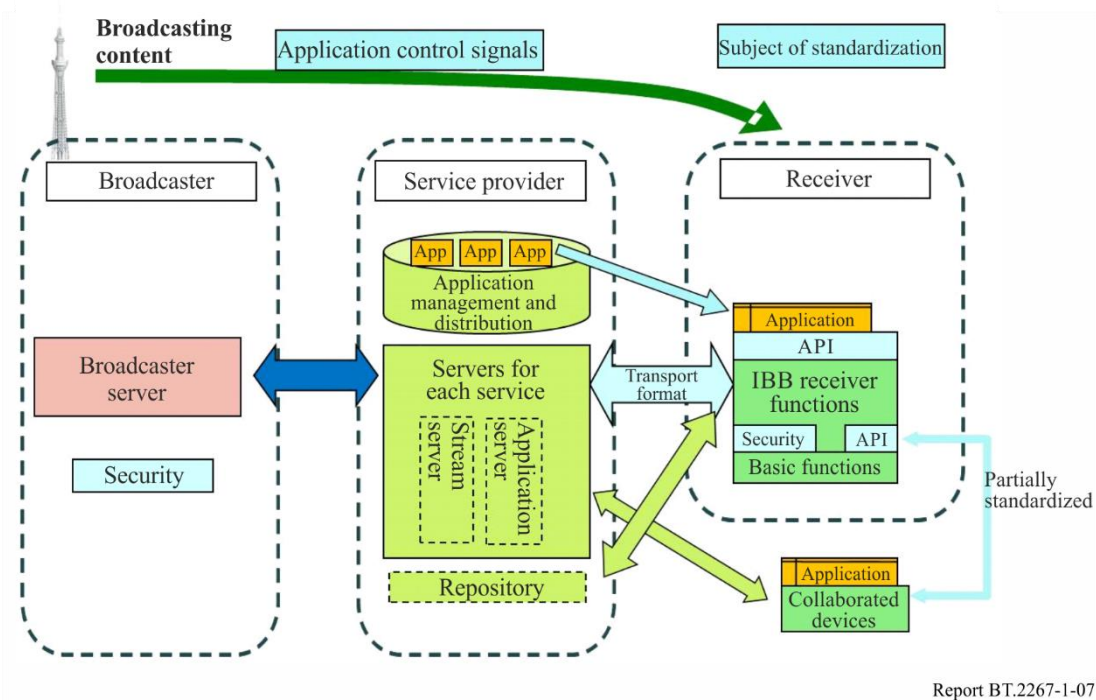 Broadcasting
content
Application control signals
Subject of standardization
Broadcaster
Service provider
Receiver
App
App
App
Application
management and
distribution
Application
API
Broadcaster
server
Servers for
each service
Transport
format
IBB receiver
functions
Stream
server
Application
server
Security
API
Security
Basic functions
Partially
standardized
Repository
Application
Collaborated
devices
Report BT.2267-1-07